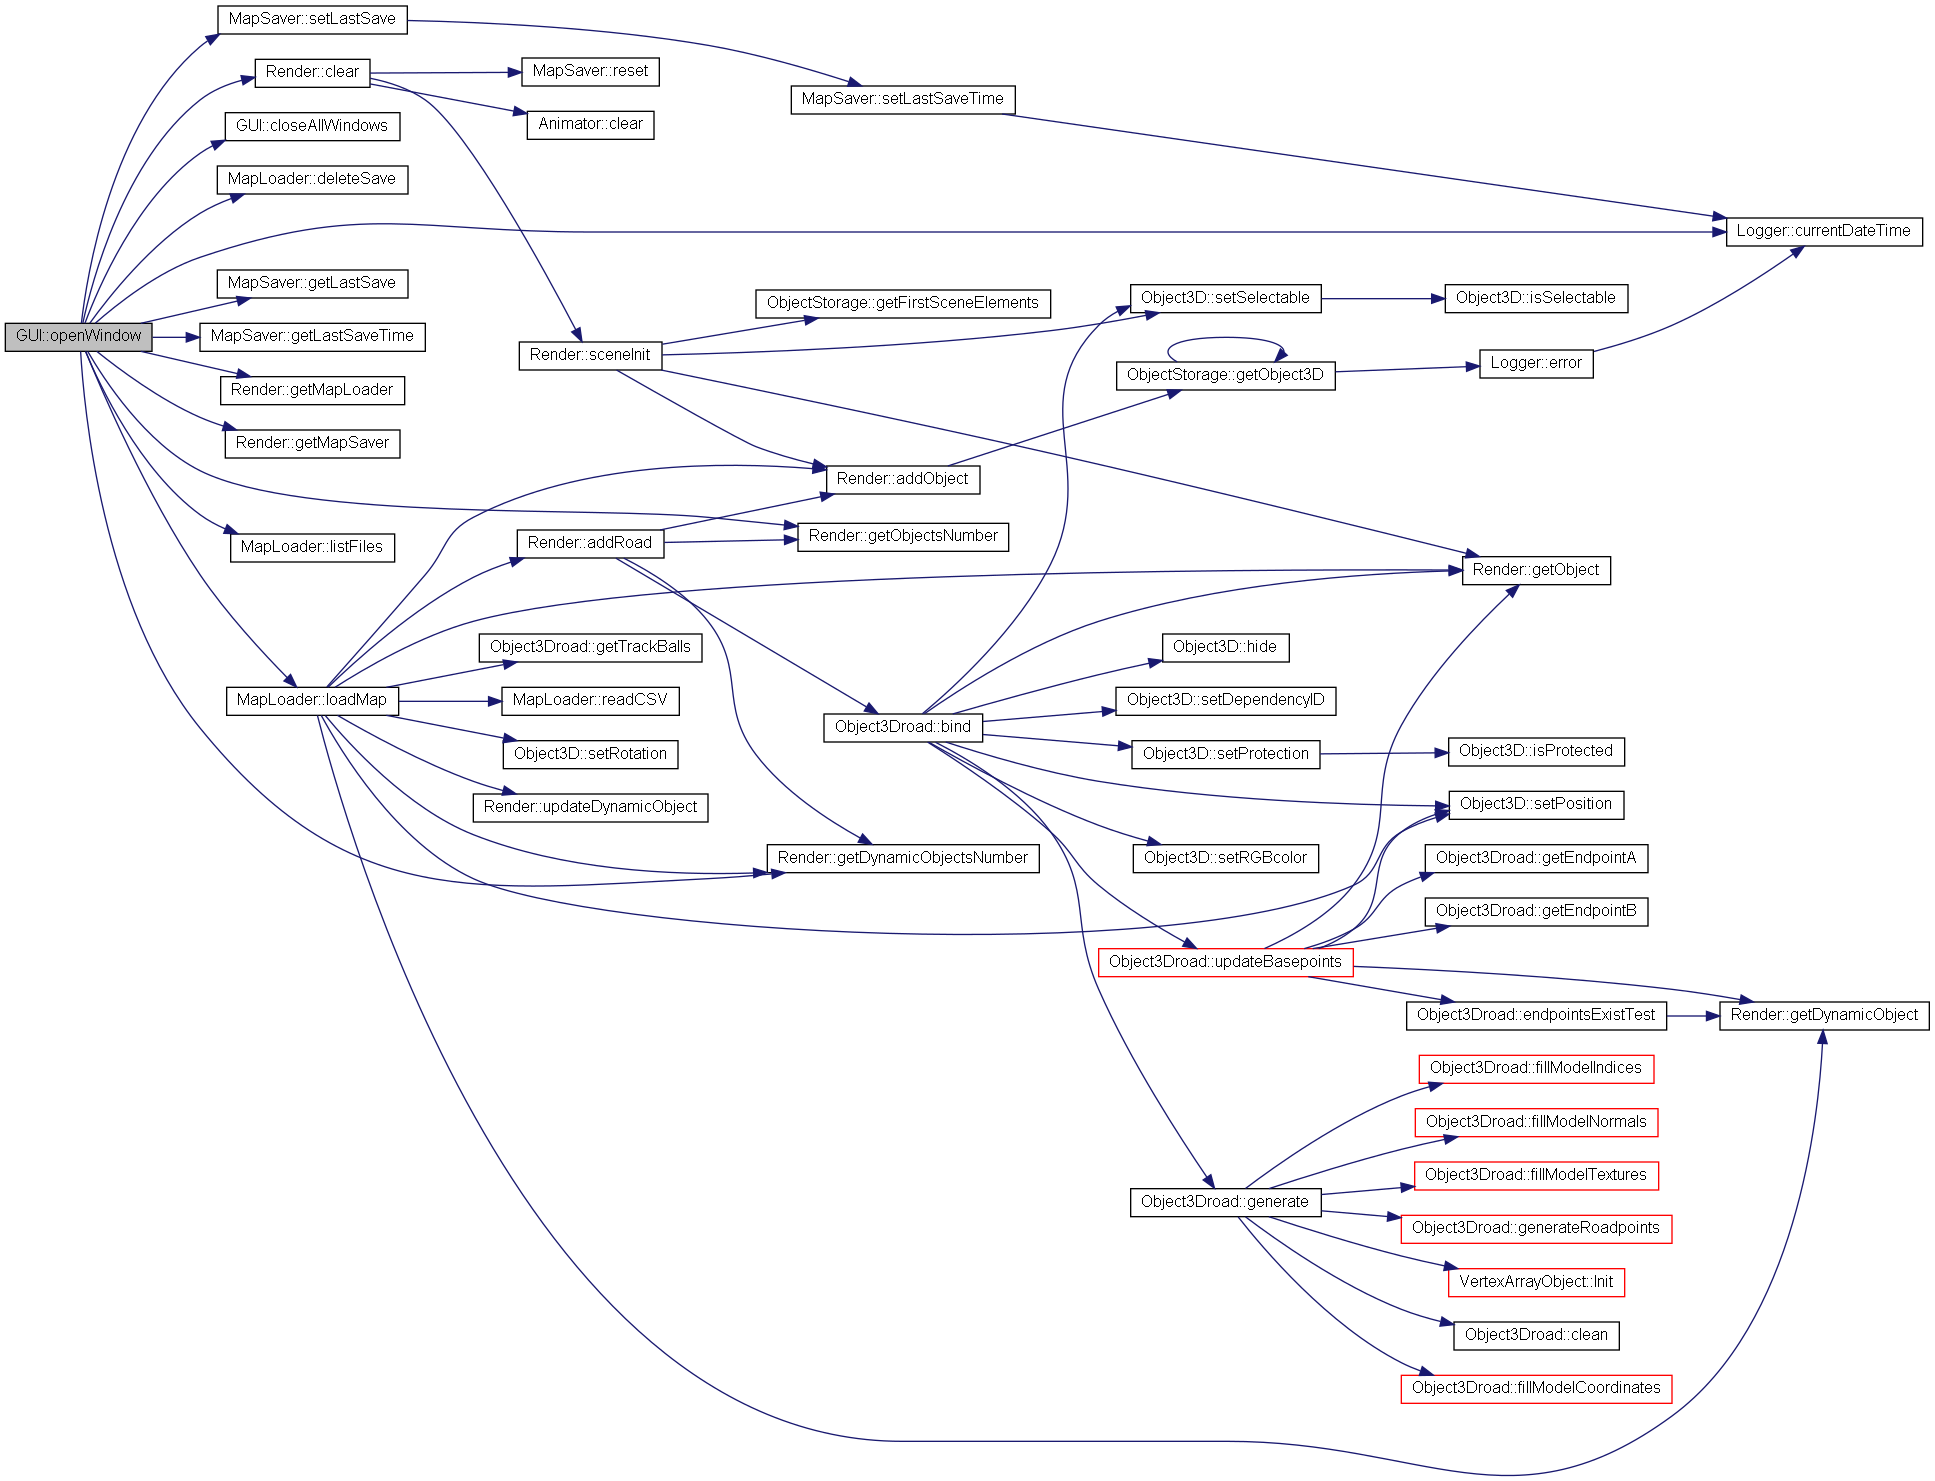 MapSaver::setLastSave
Render::clear
MapSaver::reset
MapSaver::setLastSaveTime
GUI::closeAllWindows
Animator::clear
MapLoader::deleteSave
Logger::currentDateTime
MapSaver::getLastSave
ObjectStorage::getFirstSceneElements
Object3D::setSelectable
Object3D::isSelectable
GUI::openWindow
MapSaver::getLastSaveTime
Render::sceneInit
ObjectStorage::getObject3D
Logger::error
Render::getMapLoader
Render::getMapSaver
Render::addObject
MapLoader::listFiles
Render::addRoad
Render::getObjectsNumber
Render::getObject
Object3Droad::getTrackBalls
Object3D::hide
MapLoader::loadMap
MapLoader::readCSV
Object3D::setDependencyID
Object3Droad::bind
Object3D::setRotation
Object3D::setProtection
Object3D::isProtected
Render::updateDynamicObject
Object3D::setPosition
Render::getDynamicObjectsNumber
Object3D::setRGBcolor
Object3Droad::getEndpointA
Object3Droad::getEndpointB
Object3Droad::updateBasepoints
Object3Droad::endpointsExistTest
Render::getDynamicObject
Object3Droad::fillModelIndices
Object3Droad::fillModelNormals
Object3Droad::fillModelTextures
Object3Droad::generate
Object3Droad::generateRoadpoints
VertexArrayObject::Init
Object3Droad::clean
Object3Droad::fillModelCoordinates